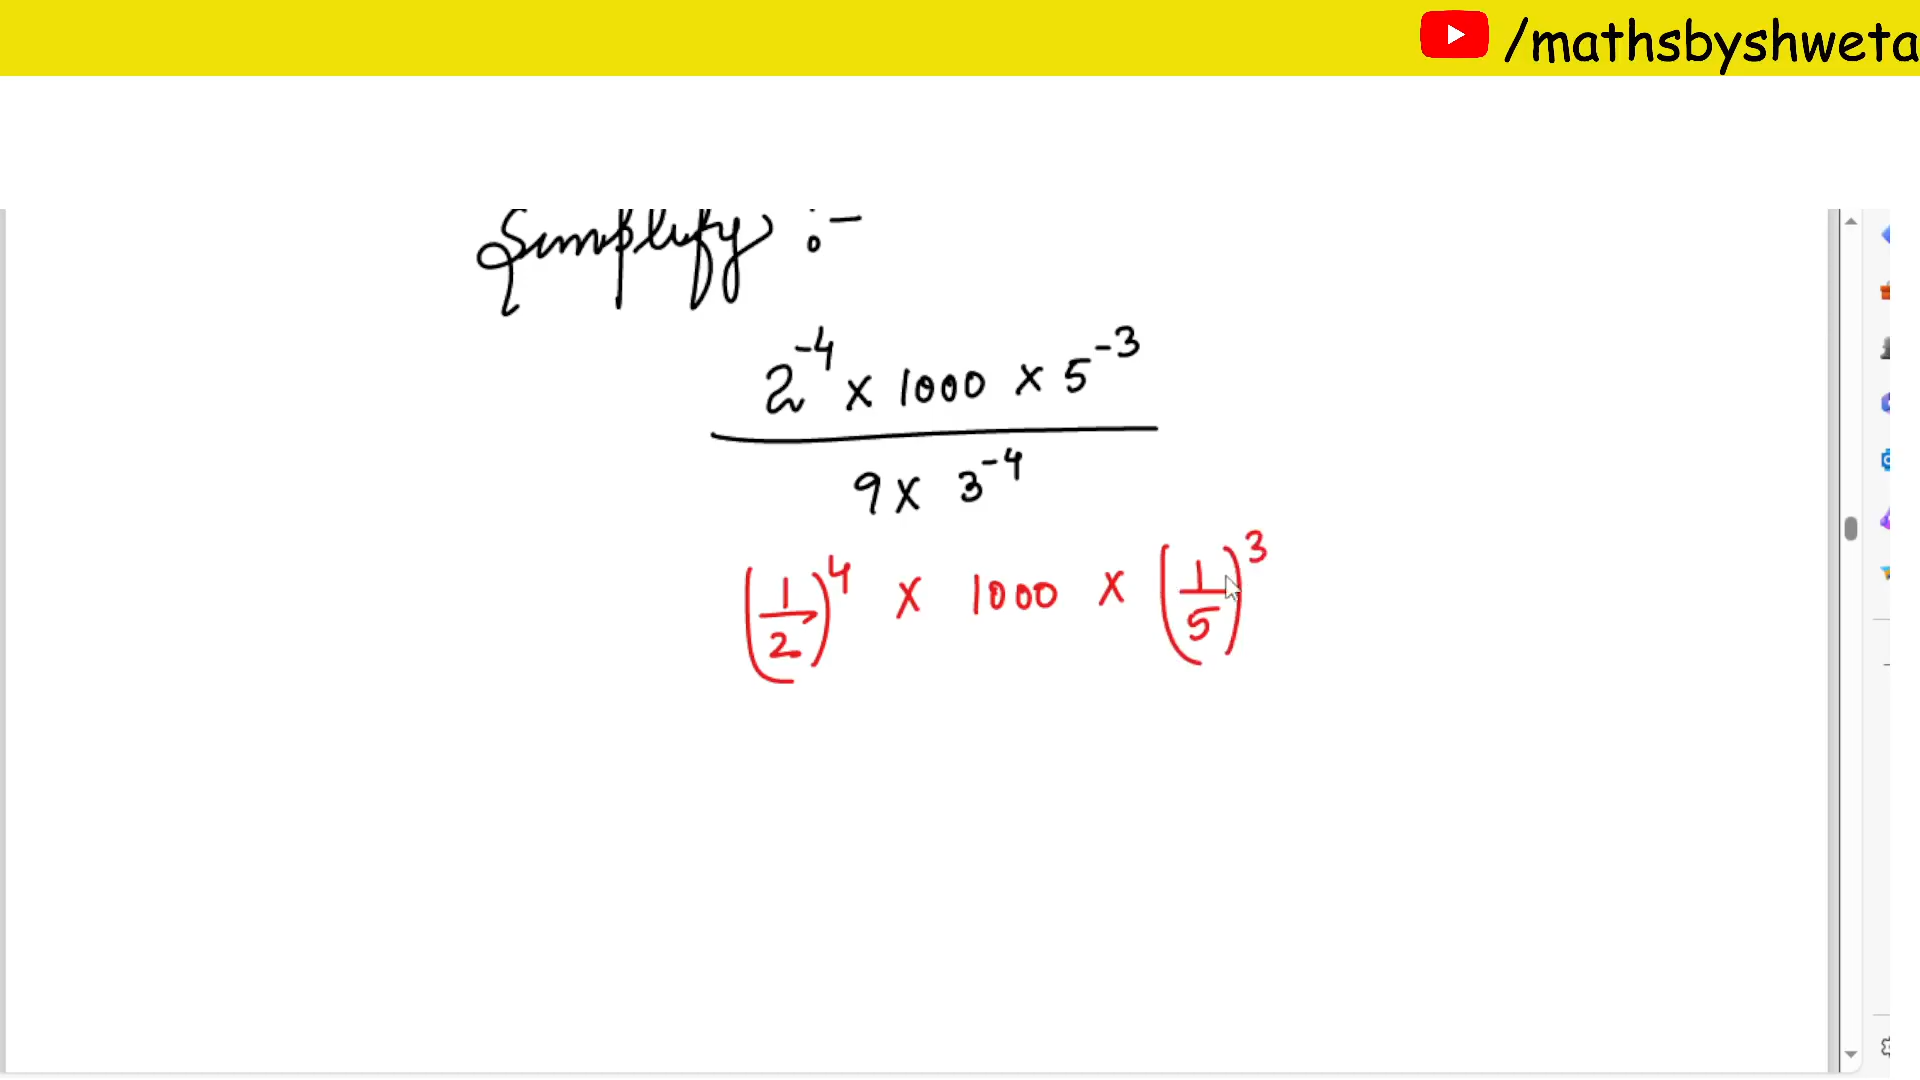 /mathsbyshweta
Simplify :-
2^-4 x 1000 x 5^-3
9 x 3^-4
(1/2)^4 x 1000 x (1/5)^3